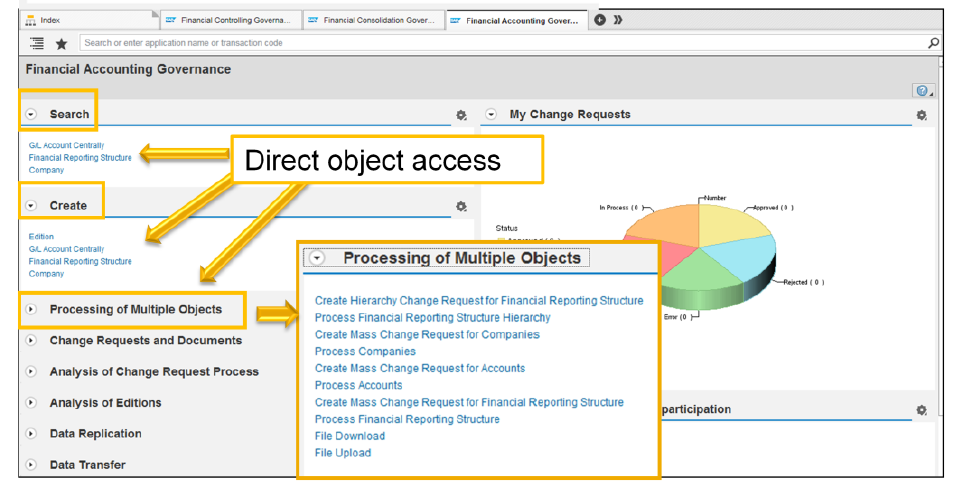 Index
Financial Controlling Governa...
Financial Consolidation Gover...
Financial Accounting Gover...
Search or enter application name or transaction code
Financial Accounting Governance
Search
G/L Account Centrally
Financial Reporting Structure
Company
Direct object access
Create
Edition
G/L Account Centrally
Financial Reporting Structure
Company
Processing of Multiple Objects
Change Requests and Documents
Analysis of Change Request Process
Analysis of Editions
Data Replication
Data Transfer
Processing of Multiple Objects
Create Hierarchy Change Request for Financial Reporting Structure
Process Financial Reporting Structure Hierarchy
Create Mass Change Request for Companies
Process Companies
Create Mass Change Request for Accounts
Process Accounts
Create Mass Change Request for Financial Reporting Structure
Process Financial Reporting Structure
File Download
File Upload
My Change Requests
Number
In Process ( 0 )
Approved ( 0 )
Status
Rejected ( 0 )
Error (0 )
participation